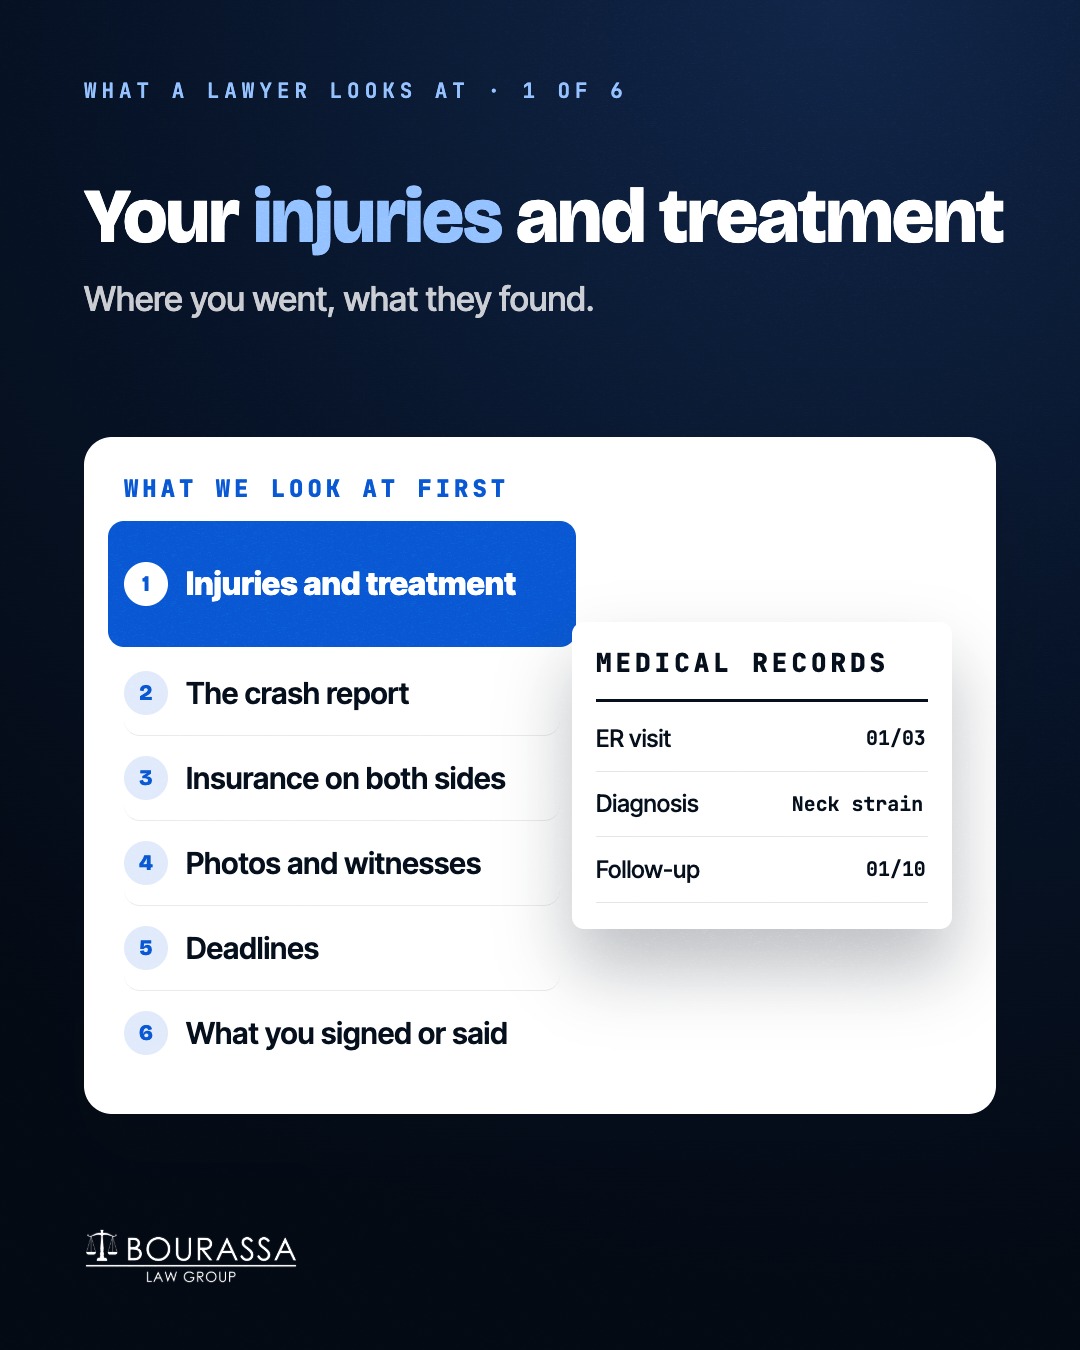 WHAT A LAWYER LOOKS AT · 1 OF 6
Your injuries and treatment
Where you went, what they found.
WHAT WE LOOK AT FIRST
1 Injuries and treatment
2 The crash report
3 Insurance on both sides
4 Photos and witnesses
5 Deadlines
6 What you signed or said
MEDICAL RECORDS
ER visit 01/03
Diagnosis Neck strain
Follow-up 01/10
BOURASSA
LAW GROUP